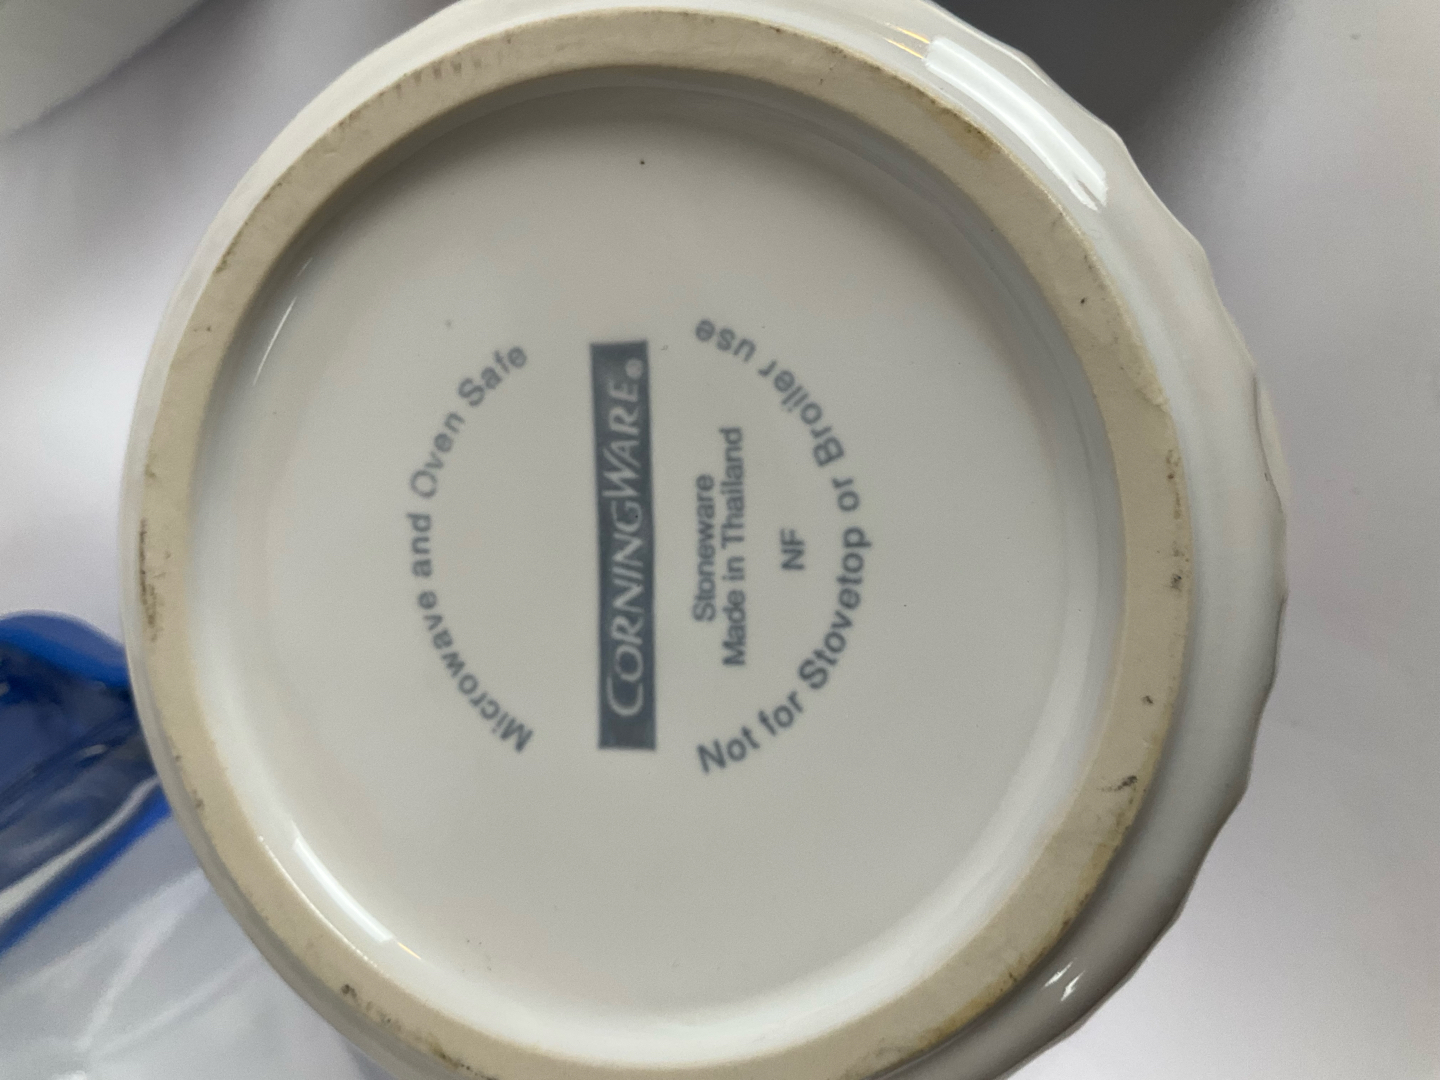 Microwave and Oven Safe
CORNINGWARE®
Stoneware
Made in Thailand
NF
Not for Stovetop or Broiler use